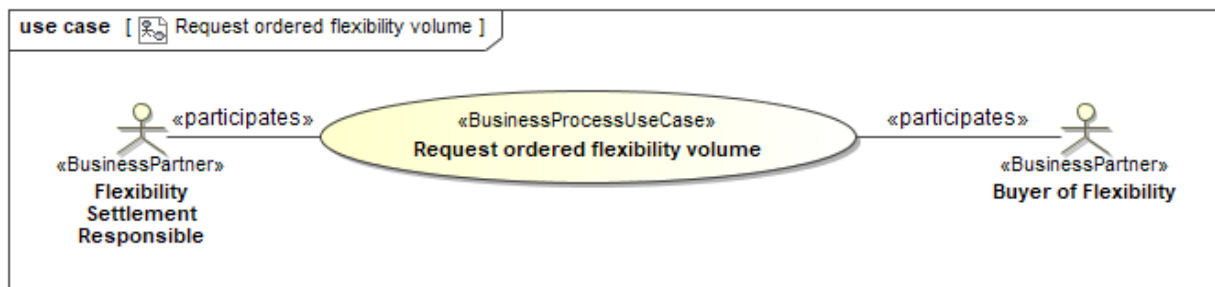 use case [ Request ordered flexibility volume ]
«participates»
«BusinessProcessUseCase»
«participates»
Request ordered flexibility volume
«BusinessPartner»
Flexibility
Settlement
Responsible
«BusinessPartner»
Buyer of Flexibility